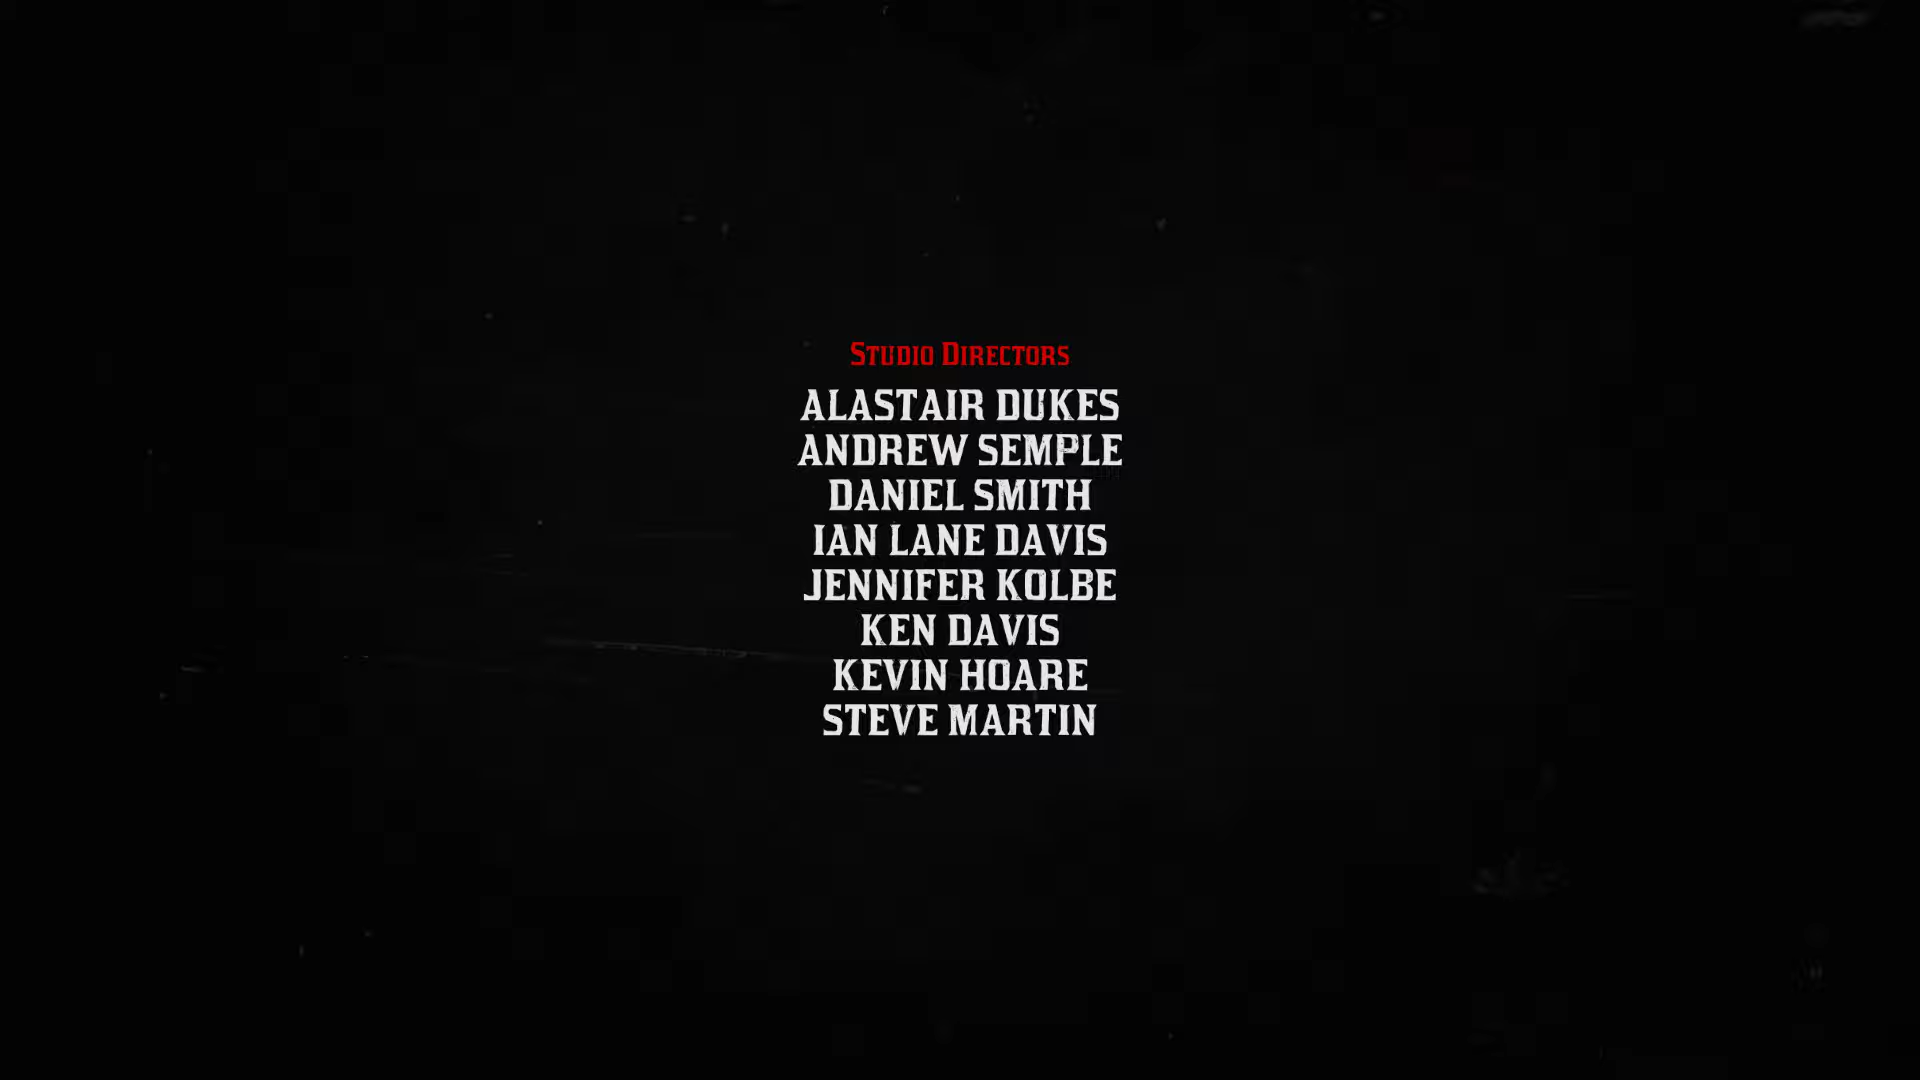 Studio Directors
ALASTAIR DUKES
ANDREW SEMPLE
DANIEL SMITH
IAN LANE DAVIS
JENNIFER KOLBE
KEN DAVIS
KEVIN HOARE
STEVE MARTIN